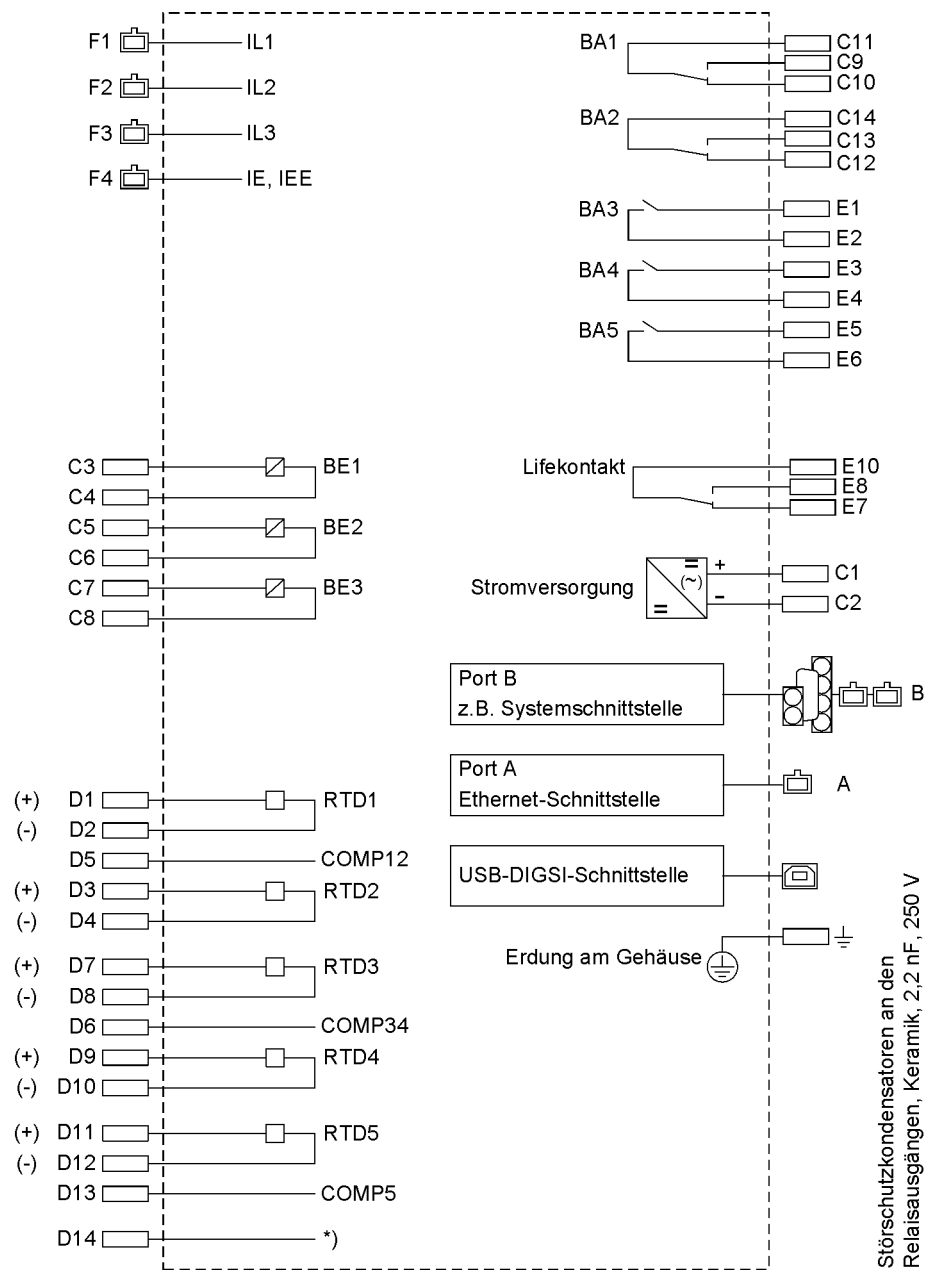 F1 IL1
F2 IL2
F3 IL3
F4 IE, IEE
C3 BE1
C4
C5 BE2
C6
C7 BE3
C8
(+) D1 RTD1
(-) D2
D5 COMP12
(+) D3 RTD2
(-) D4
(+) D7 RTD3
(-) D8
D6 COMP34
(+) D9 RTD4
(-) D10
(+) D11 RTD5
(-) D12
D13 COMP5
D14 *)
BA1 C11
C9
C10
BA2 C14
C13
C12
BA3 E1
E2
BA4 E3
E4
BA5 E5
E6
Lifekontakt E10
E8
E7
Stromversorgung = (~) = + C1
- C2
Port B
z.B. Systemschnittstelle
B
Port A
Ethernet-Schnittstelle
A
USB-DIGSI-Schnittstelle
Erdung am Gehäuse
Störschutzkondensatoren an den
Relaisausgängen, Keramik, 2,2 nF, 250 V